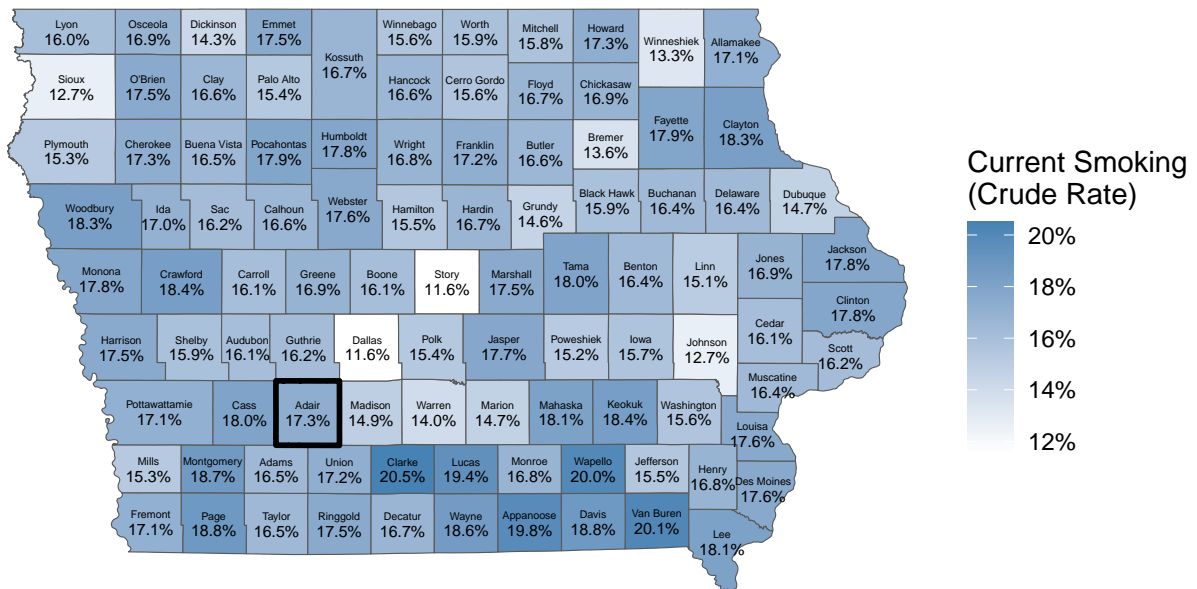 Lyon
16.0%
Osceola
16.9%
Dickinson
14.3%
Emmet
17.5%
Kossuth
16.7%
Winnebago
15.6%
Worth
15.9%
Mitchell
15.8%
Howard
17.3%
Winneshiek
13.3%
Allamakee
17.1%
Sioux
12.7%
O'Brien
17.5%
Clay
16.6%
Palo Alto
15.4%
Hancock
16.6%
Cerro Gordo
15.6%
Floyd
16.7%
Chickasaw
16.9%
Fayette
17.9%
Clayton
18.3%
Plymouth
15.3%
Cherokee
17.3%
Buena Vista
16.5%
Pocahontas
17.9%
Humboldt
17.8%
Wright
16.8%
Franklin
17.2%
Butler
16.6%
Bremer
13.6%
Woodbury
18.3%
Ida
17.0%
Sac
16.2%
Calhoun
16.6%
Webster
17.6%
Hamilton
15.5%
Hardin
16.7%
Grundy
14.6%
Black Hawk
15.9%
Buchanan
16.4%
Delaware
16.4%
Dubuque
14.7%
Monona
17.8%
Crawford
18.4%
Carroll
16.1%
Greene
16.9%
Boone
16.1%
Story
11.6%
Marshall
17.5%
Tama
18.0%
Benton
16.4%
Linn
15.1%
Jones
16.9%
Jackson
17.8%
Clinton
17.8%
Harrison
17.5%
Shelby
15.9%
Audubon
16.1%
Guthrie
16.2%
Dallas
11.6%
Polk
15.4%
Jasper
17.7%
Poweshiek
15.2%
Iowa
15.7%
Johnson
12.7%
Cedar
16.1%
Scott
16.2%
Muscatine
16.4%
Pottawattamie
17.1%
Cass
18.0%
Adair
17.3%
Madison
14.9%
Warren
14.0%
Marion
14.7%
Mahaska
18.1%
Keokuk
18.4%
Washington
15.6%
Louisa
17.6%
Mills
15.3%
Montgomery
18.7%
Adams
16.5%
Union
17.2%
Clarke
20.5%
Lucas
19.4%
Monroe
16.8%
Wapello
20.0%
Jefferson
15.5%
Henry
16.8%
Des Moines
17.6%
Fremont
17.1%
Page
18.8%
Taylor
16.5%
Ringgold
17.5%
Decatur
16.7%
Wayne
18.6%
Appanoose
19.8%
Davis
18.8%
Van Buren
20.1%
Lee
18.1%
Current Smoking
(Crude Rate)
20%
18%
16%
14%
12%